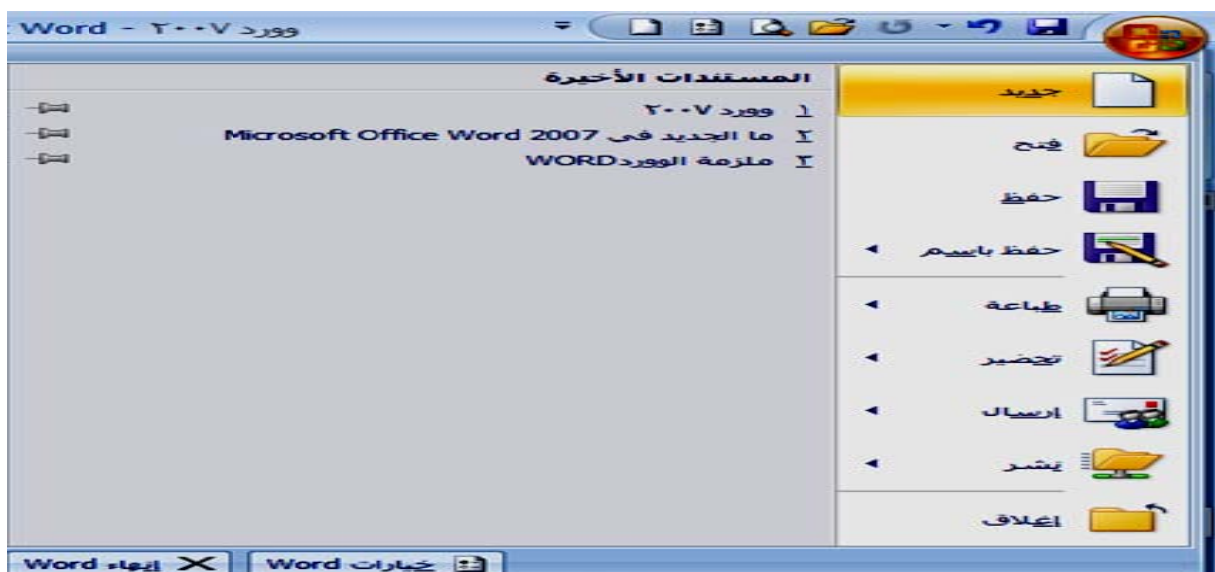 وورد ٢٠٠٧ - Word
جديد
فتح
حفظ
حفظ باسم
طباعة
تحضير
إرسال
نشر
إغلاق
المستندات الأخيرة
١ وورد ٢٠٠٧
٢ ما الجديد في Microsoft Office Word 2007
٣ ملزمة الووردWORD
خيارات Word
إنهاء Word